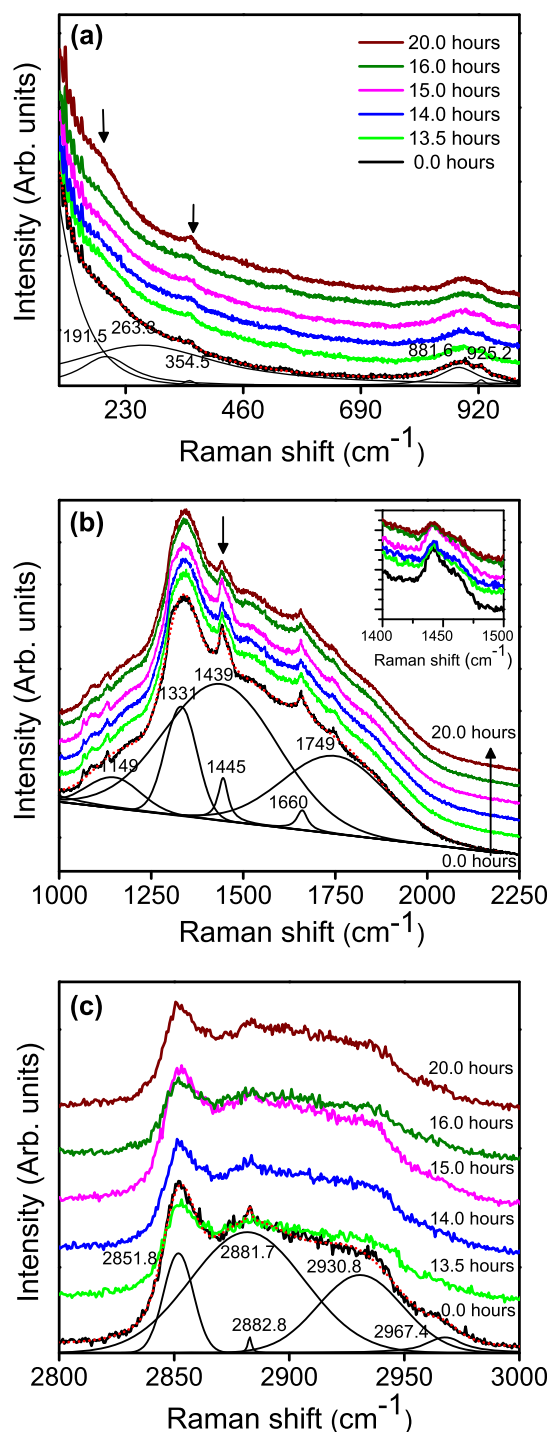 (a)
20.0 hours
16.0 hours
15.0 hours
14.0 hours
13.5 hours
0.0 hours
191.5
263.3
354.5
881.6
925.2
Intensity (Arb. units)
230 460 690 920
Raman shift (cm-1)
(b)
1400 1450 1500
Raman shift (cm-1)
1149
1331
1439
1445
1660
1749
20.0 hours
0.0 hours
Intensity (Arb. units)
1000 1250 1500 1750 2000 2250
Raman shift (cm-1)
(c)
20.0 hours
16.0 hours
15.0 hours
14.0 hours
13.5 hours
0.0 hours
2851.8
2881.7
2930.8
2882.8
2967.4
Intensity (Arb. units)
2800 2850 2900 2950 3000
Raman shift (cm-1)